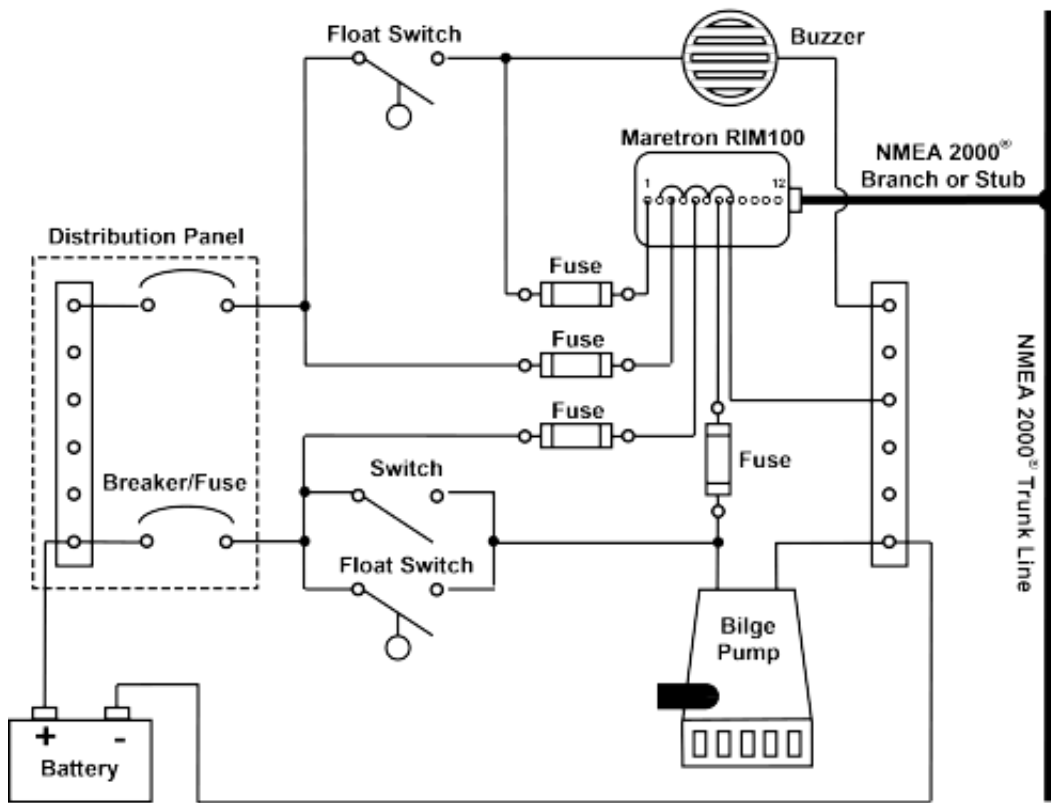 Float Switch
Buzzer
Maretron RIM100
1
12
NMEA 2000®
Branch or Stub
Distribution Panel
Fuse
Fuse
Fuse
Fuse
Breaker/Fuse
Switch
Float Switch
NMEA 2000® Trunk Line
Bilge
Pump
+
-
Battery